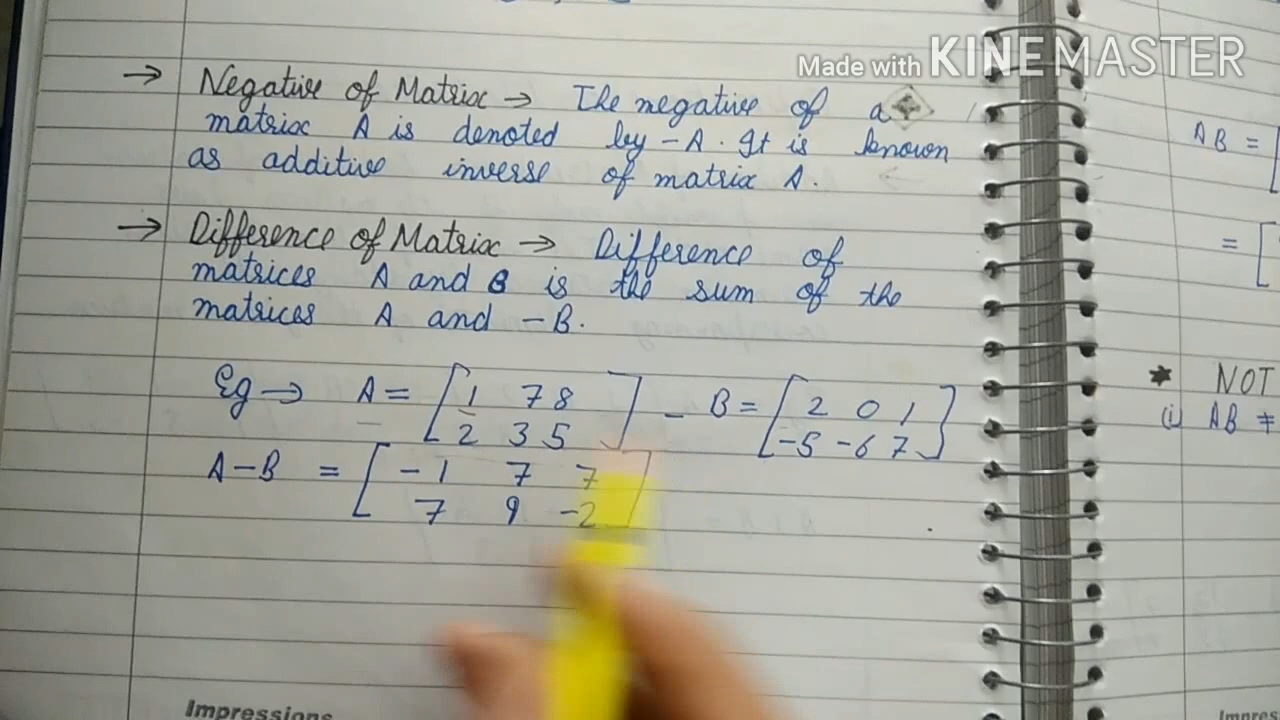 Made with KINEMASTER
→ Negative of Matrix → The negative of a
matrix A is denoted by -A. It is known
as additive inverse of matrix A.
→ Difference of Matrix → Difference of
matrices A and B is the sum of the
matrices A and -B.
Eg → A = [1 7 8 - B = [2 0 1
2 3 5] -5 -6 7]
A-B = [-1 7 7
7 9 -2]
Impressions
AB = [
= [
* NOT
(i) AB ≠
Impres